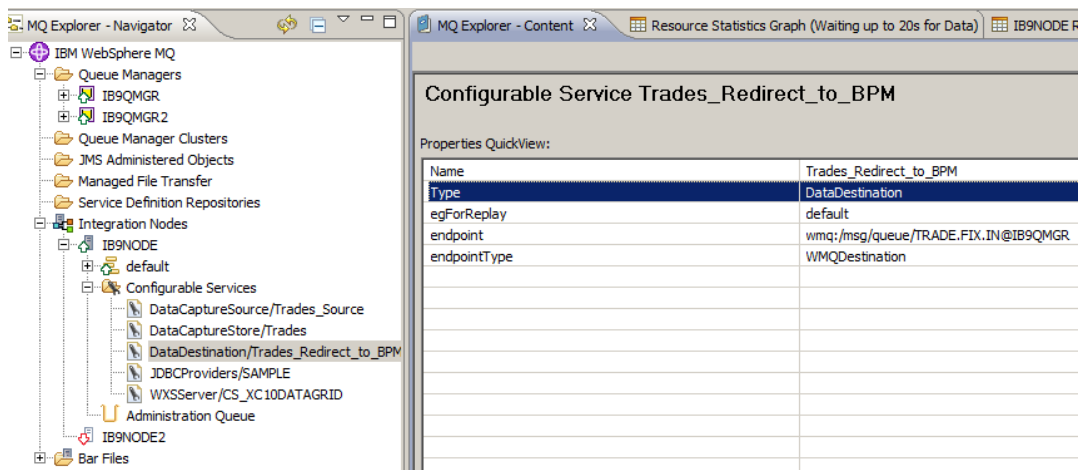 MQ Explorer - Navigator
IBM WebSphere MQ
Queue Managers
IB9QMGR
IB9QMGR2
Queue Manager Clusters
JMS Administered Objects
Managed File Transfer
Service Definition Repositories
Integration Nodes
IB9NODE
default
Configurable Services
DataCaptureSource/Trades_Source
DataCaptureStore/Trades
DataDestination/Trades_Redirect_to_BPM
JDBCProviders/SAMPLE
WXSServer/CS_XC10DATAGRID
Administration Queue
IB9NODE2
Bar Files
MQ Explorer - Content Resource Statistics Graph (Waiting up to 20s for Data) IB9NODE R
Configurable Service Trades_Redirect_to_BPM
Properties QuickView:
Name Trades_Redirect_to_BPM
Type DataDestination
egForReplay default
endpoint wmq:/msg/queue/TRADE.FIX.IN@IB9QMGR
endpointType WMQDestination